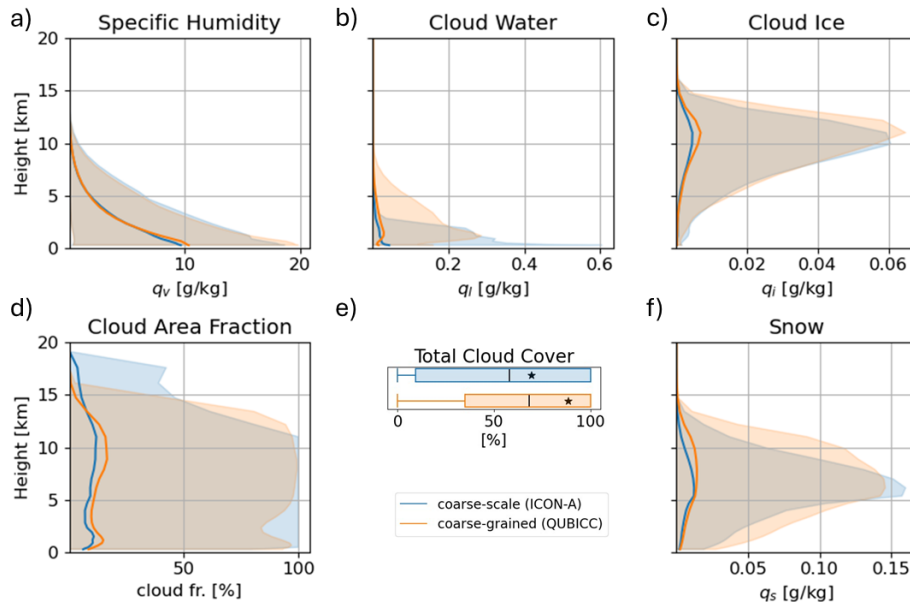 a) Specific Humidity
b) Cloud Water
c) Cloud Ice
20
15
10
5
0
Height [km]
10
20
qᵥ [g/kg]
0.0
0.2
0.4
0.6
qₗ [g/kg]
0.02
0.04
0.06
qᵢ [g/kg]
d) Cloud Area Fraction
e)
f) Snow
20
15
10
5
0
Height [km]
50
100
cloud fr. [%]
Total Cloud Cover
0
50
100
[%]
coarse-scale (ICON-A)
coarse-grained (QUBICC)
0.05
0.10
0.15
qₛ [g/kg]